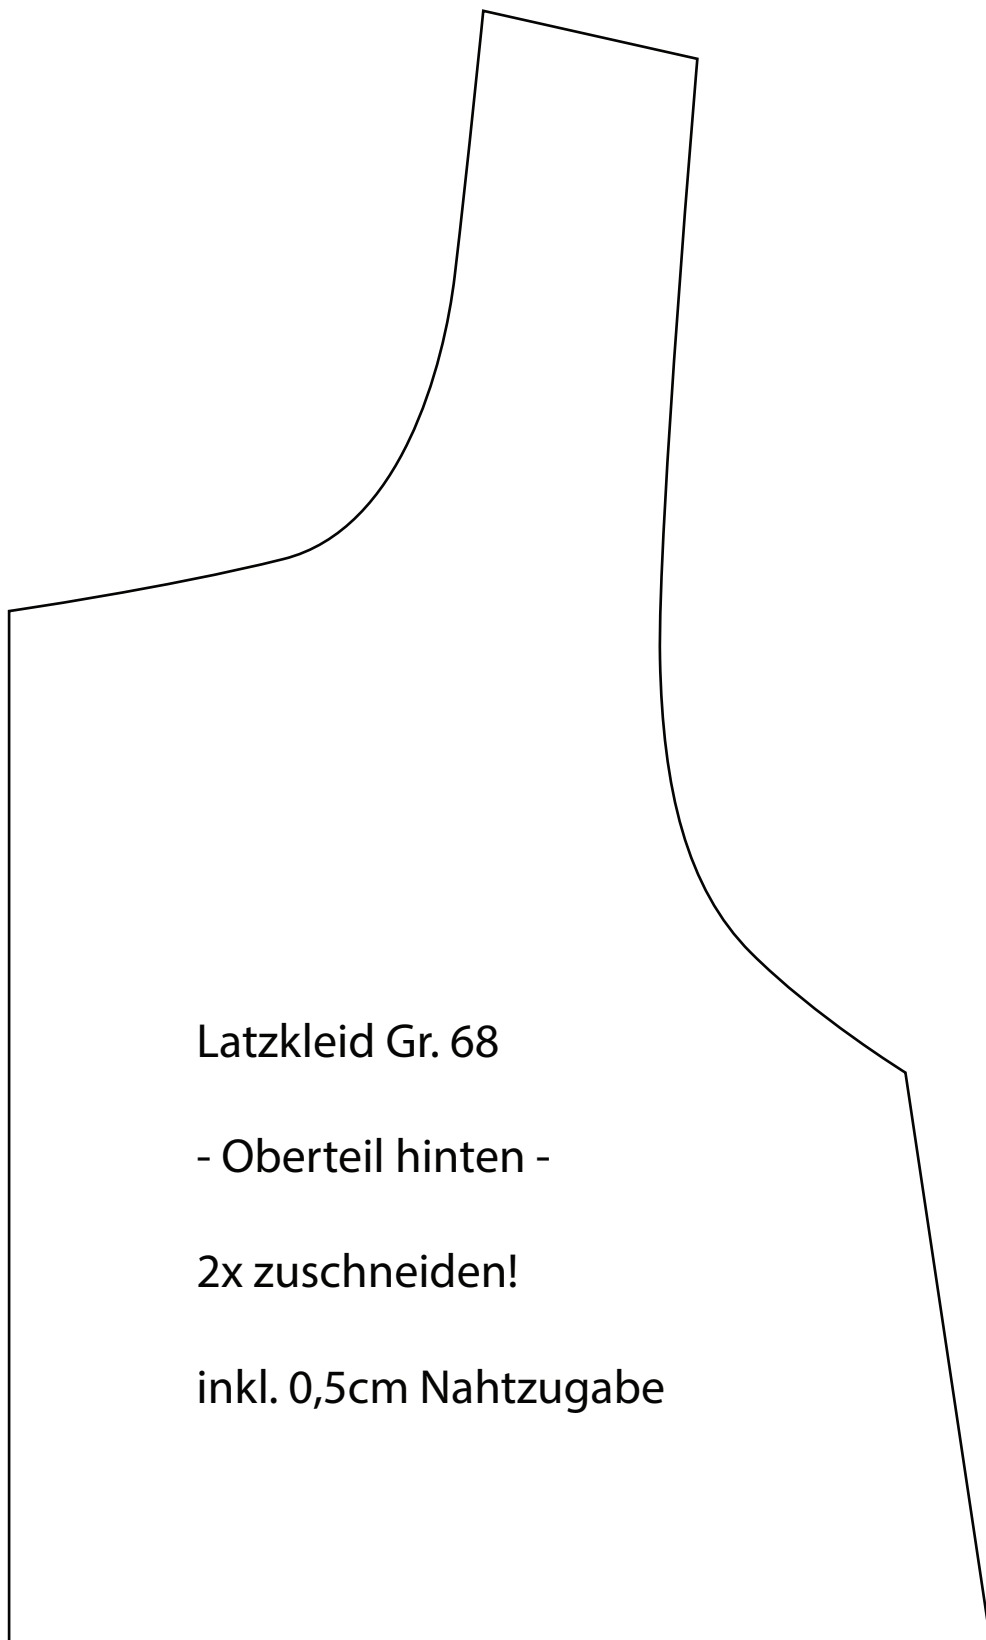 Latzkleid Gr. 68
- Oberteil hinten -
2x zuschneiden!
inkl. 0,5cm Nahtzugabe